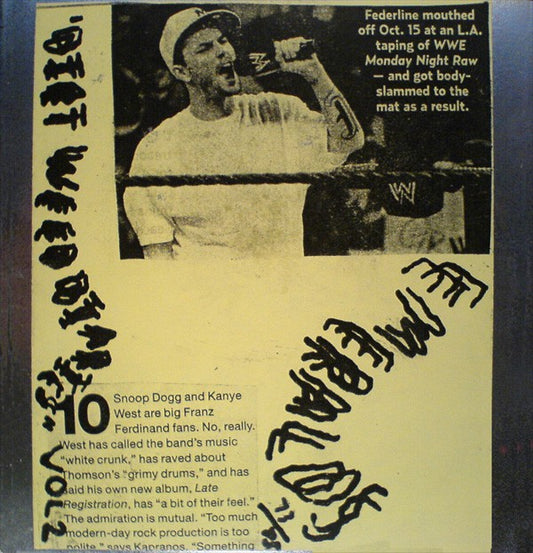 Federline mouthed
off Oct. 15 at an L.A.
taping of WWE
Monday Night Raw
— and got body-
slammed to the
mat as a result.
W
"DIRT WEED DIARIES" VOL 2
EMERALDS
10 Snoop Dogg and Kanye
West are big Franz
Ferdinand fans. No, really.
West has called the band's music
"white crunk," has raved about
Thomson's "grimy drums," and has
said his own new album, Late
Registration, has "a bit of their feel."
The admiration is mutual. "Too much
modern-day rock production is too
polite," says Kapranos. "Something